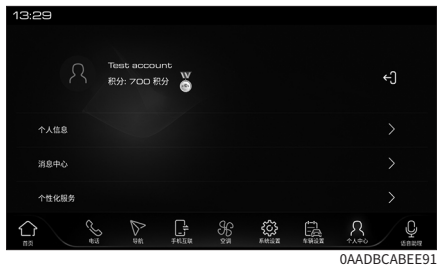 13:29
Test account
积分: 700 积分
个人信息
消息中心
个性化服务
首页 电话 导航 手机互联 空调 系统设置 车辆设置 个人中心 语音助理
0AADBCABEE91